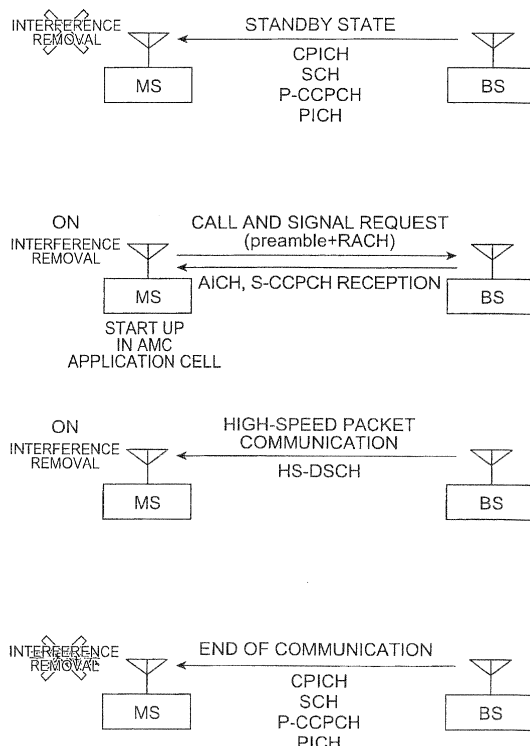 INTERFERENCE
REMOVAL
STANDBY STATE
CPICH
SCH
P-CCPCH
PICH
MS
BS
ON
INTERFERENCE
REMOVAL
CALL AND SIGNAL REQUEST
(preamble+RACH)
AICH, S-CCPCH RECEPTION
MS
BS
START UP
IN AMC
APPLICATION CELL
ON
INTERFERENCE
REMOVAL
HIGH-SPEED PACKET
COMMUNICATION
HS-DSCH
MS
BS
INTERFERENCE
REMOVAL
END OF COMMUNICATION
CPICH
SCH
P-CCPCH
PICH
MS
BS